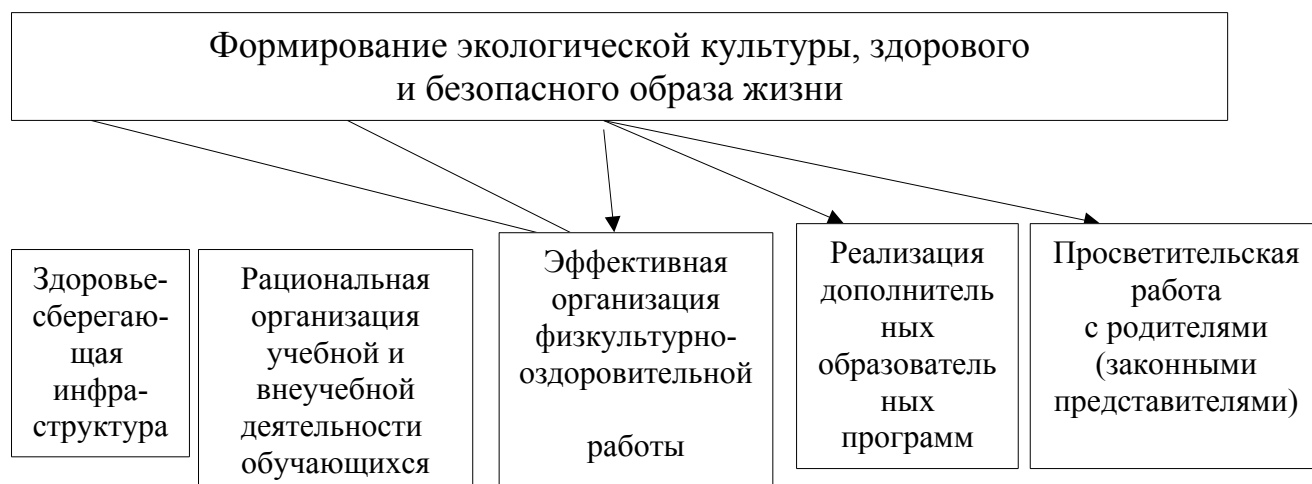 Формирование экологической культуры, здорового
и безопасного образа жизни
Здоровье-
сберегаю-
щая
инфра-
структура
Рациональная
организация
учебной и
внеучебной
деятельности
обучающихся
Эффективная
организация
физкультурно-
оздоровительной
работы
Реализация
дополнитель
ных
образователь
ных
программ
Просветительская
работа
с родителями
(законными
представителями)